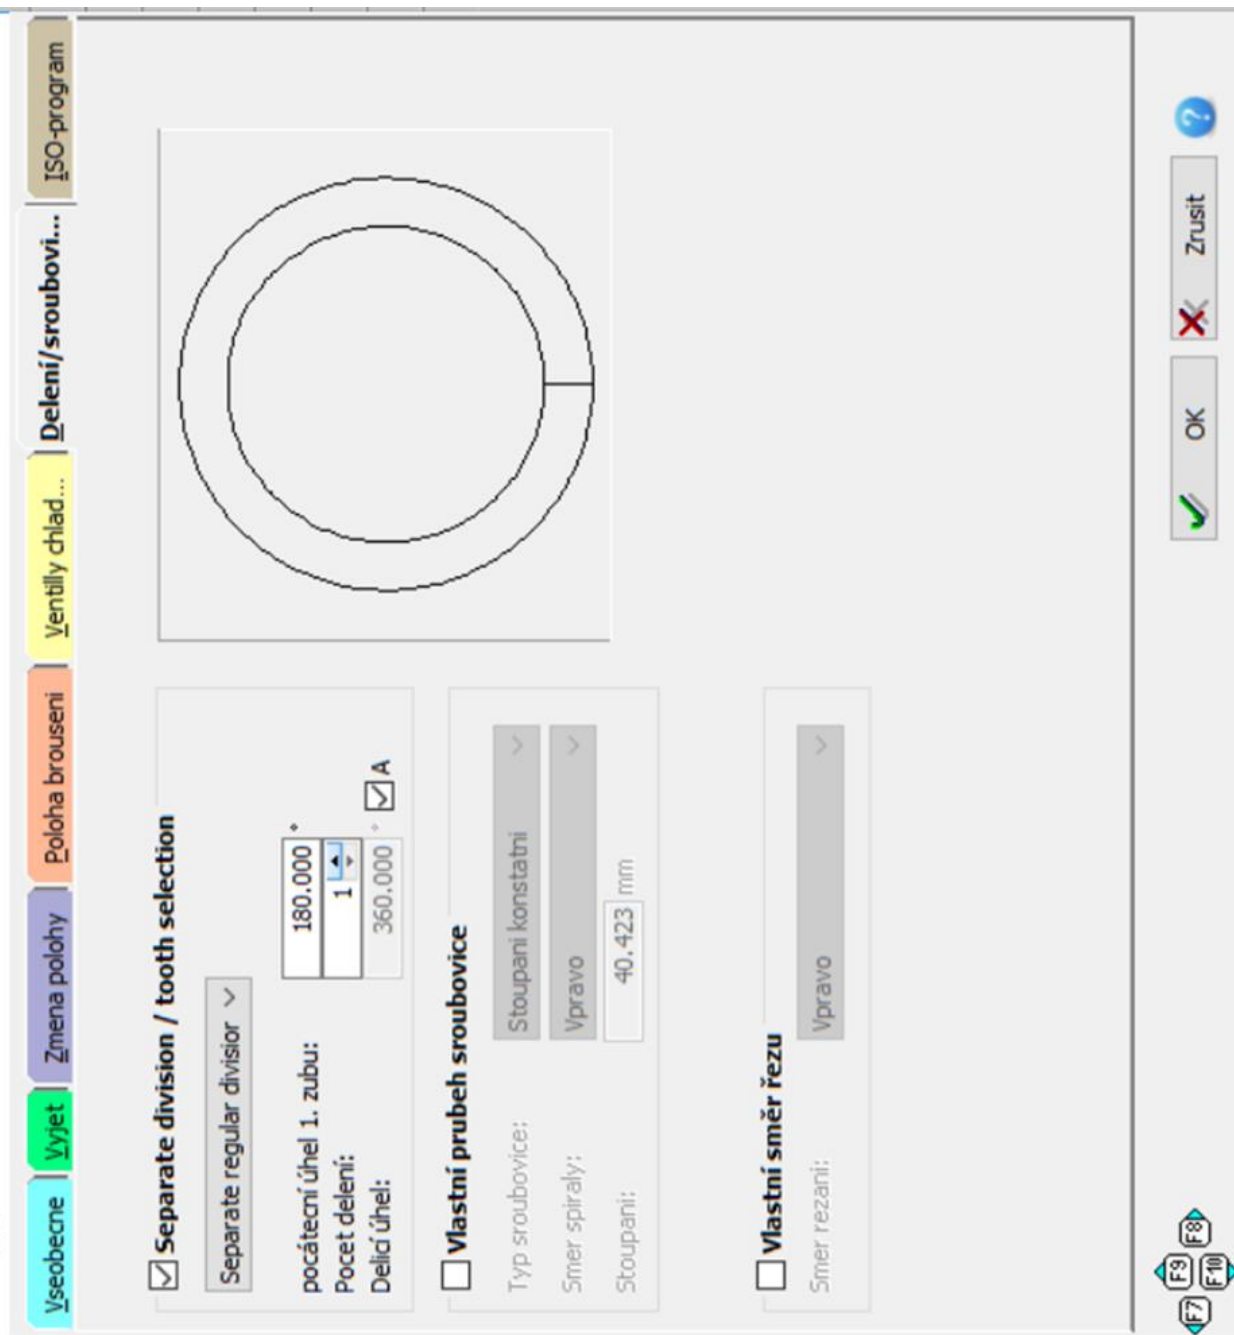 Vseobecne
Vyjet
Zmena polohy
Poloha brouseni
Ventilly chlad...
Delení/sroubovi...
ISO-program
Separate division / tooth selection
Separate regular divisior
pocátecní úhel 1. zubu: 180.000 °
Pocet delení: 1
Delicí úhel: 360.000 ° A
Vlastní prubeh sroubovice
Typ sroubovice: Stoupani konstatni
Smer spiraly: Vpravo
Stoupani: 40.423 mm
Vlastní směr řezu
Smer rezani: Vpravo
F7 F9 F8
F10
OK
Zrusit
?